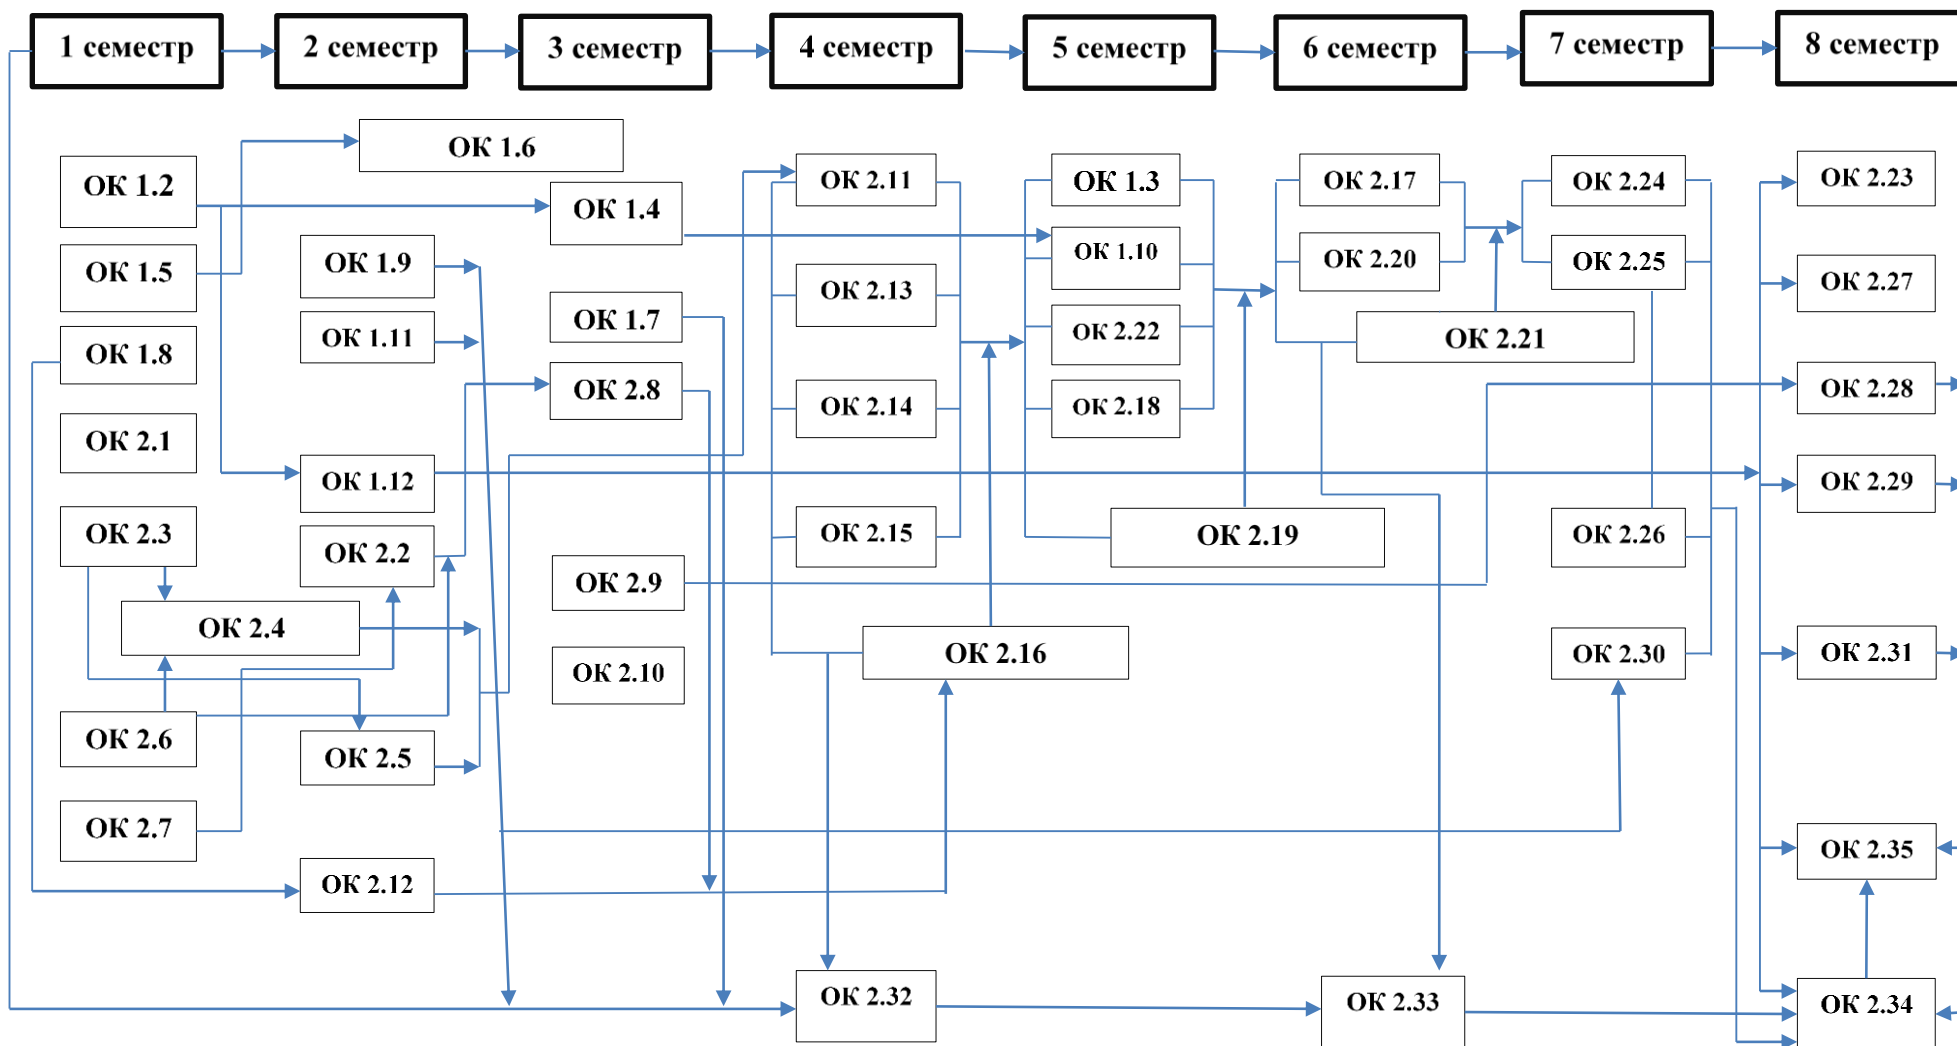 1 семестр
2 семестр
3 семестр
4 семестр
5 семестр
6 семестр
7 семестр
8 семестр
ОК 1.2
ОК 1.5
ОК 1.8
ОК 2.1
ОК 2.3
ОК 2.4
ОК 2.6
ОК 2.7
ОК 1.6
ОК 1.9
ОК 1.11
ОК 1.12
ОК 2.2
ОК 2.5
ОК 2.12
ОК 1.4
ОК 1.7
ОК 2.8
ОК 2.9
ОК 2.10
ОК 2.11
ОК 2.13
ОК 2.14
ОК 2.15
ОК 2.16
ОК 2.32
ОК 1.3
ОК 1.10
ОК 2.22
ОК 2.18
ОК 2.19
ОК 2.17
ОК 2.20
ОК 2.21
ОК 2.33
ОК 2.24
ОК 2.25
ОК 2.26
ОК 2.30
ОК 2.23
ОК 2.27
ОК 2.28
ОК 2.29
ОК 2.31
ОК 2.35
ОК 2.34